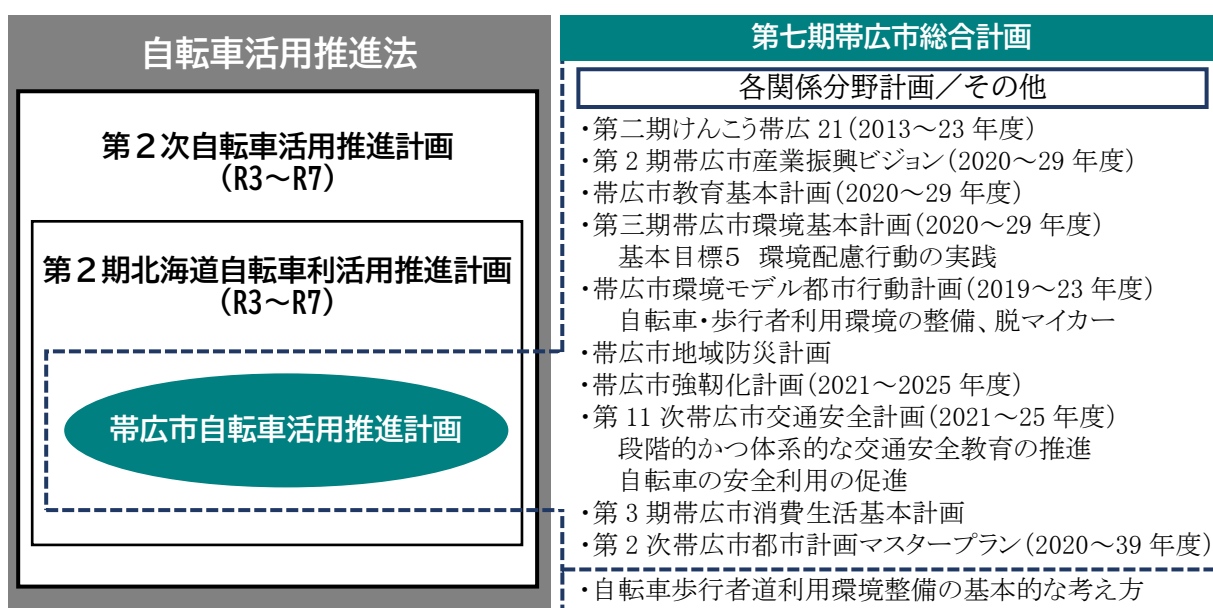 自転車活用推進法
第２次自転車活用推進計画
(R3～R7)
第２期北海道自転車利活用推進計画
(R3～R7)
帯広市自転車活用推進計画
第七期帯広市総合計画
各関係分野計画／その他
・第二期けんこう帯広 21(2013～23 年度)
・第 2 期帯広市産業振興ビジョン(2020～29 年度)
・帯広市教育基本計画(2020～29 年度)
・第三期帯広市環境基本計画(2020～29 年度)
基本目標５ 環境配慮行動の実践
・帯広市環境モデル都市行動計画(2019～23 年度)
自転車・歩行者利用環境の整備、脱マイカー
・帯広市地域防災計画
・帯広市強靭化計画(2021～2025 年度)
・第 11 次帯広市交通安全計画(2021～25 年度)
段階的かつ体系的な交通安全教育の推進
自転車の安全利用の促進
・第 3 期帯広市消費生活基本計画
・第 2 次帯広市都市計画マスタープラン(2020～39 年度)
・自転車歩行者道利用環境整備の基本的な考え方